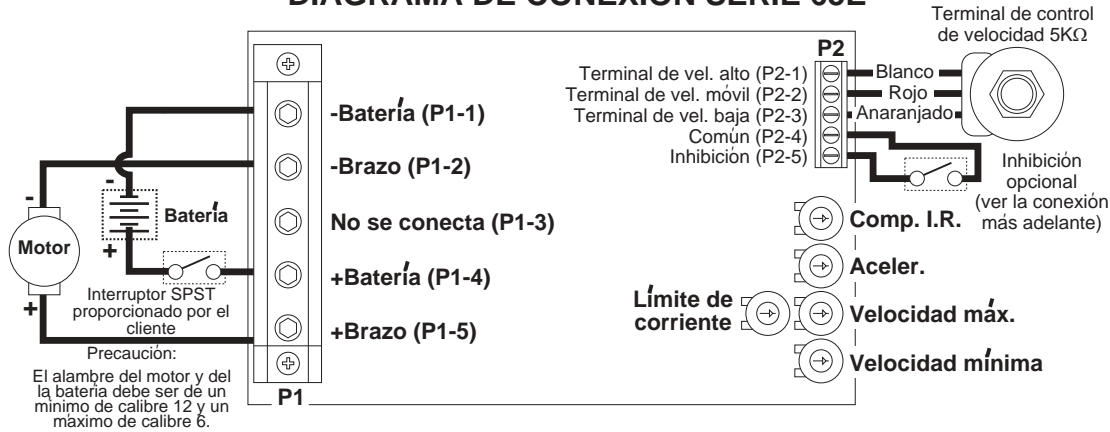 DIAGRAMA DE CONEXIÓN SERIE 65E
Terminal de control
de velocidad 5KΩ
P2
Terminal de vel. alto (P2-1)
Blanco
Terminal de vel. móvil (P2-2)
Rojo
Terminal de vel. baja (P2-3)
Anaranjado
Común (P2-4)
Inhibición (P2-5)
Inhibición
opcional
(ver la conexión
más adelante)
-Batería (P1-1)
-Brazo (P1-2)
No se conecta (P1-3)
+Batería (P1-4)
+Brazo (P1-5)
P1
-
-
Batería
Motor
+
+
Interruptor SPST
proporcionado por el
cliente
Precaución:
El alambre del motor y del
la batería debe ser de un
mínimo de calibre 12 y un
máximo de calibre 6.
Comp. I.R.
Aceler.
Límite de
corriente
Velocidad máx.
Velocidad mínima